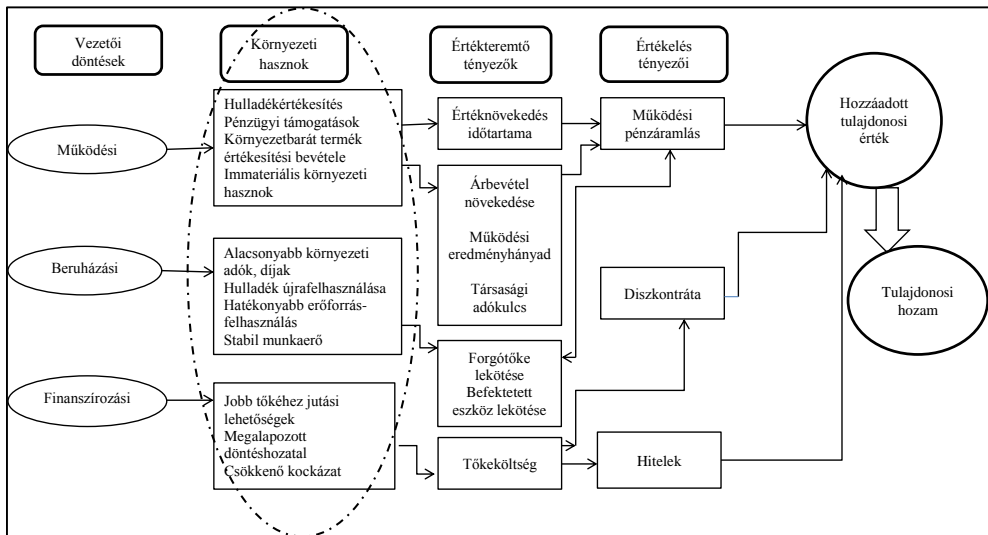 Vezetői
döntések
Környezeti
hasznok
Értékteremtő
tényezők
Értékelés
tényezői
Működési
Beruházási
Finanszírozási
Hulladékértékesítés
Pénzügyi támogatások
Környezetbarát termék
értékesítési bevétele
Immateriális környezeti
hasznok
Alacsonyabb környezeti
adók, díjak
Hulladék újrafelhasználása
Hatékonyabb erőforrás-
felhasználás
Stabil munkaerő
Jobb tőkéhez jutási
lehetőségek
Megalapozott
döntéshozatal
Csökkenő kockázat
Értéknövekedés
időtartama
Árbevétel
növekedése
Működési
eredményhányad
Társasági
adókulcs
Forgótőke
lekötése
Befektetett
eszköz lekötése
Tőkeköltség
Működési
pénzáramlás
Diszkontráta
Hitelek
Hozzáadott
tulajdonosi
érték
Tulajdonosi
hozam